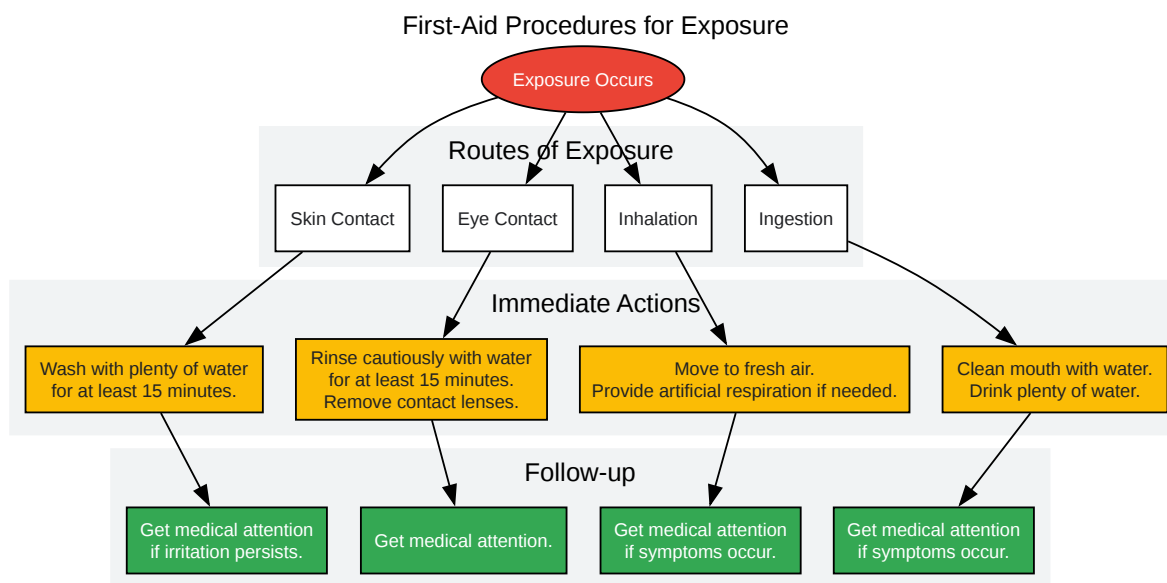 First-Aid Procedures for Exposure
Exposure Occurs
Routes of Exposure
Skin Contact
Eye Contact
Inhalation
Ingestion
Immediate Actions
Wash with plenty of water
for at least 15 minutes.
Rinse cautiously with water
for at least 15 minutes.
Remove contact lenses.
Move to fresh air.
Provide artificial respiration if needed.
Clean mouth with water.
Drink plenty of water.
Follow-up
Get medical attention
if irritation persists.
Get medical attention.
Get medical attention
if symptoms occur.
Get medical attention
if symptoms occur.